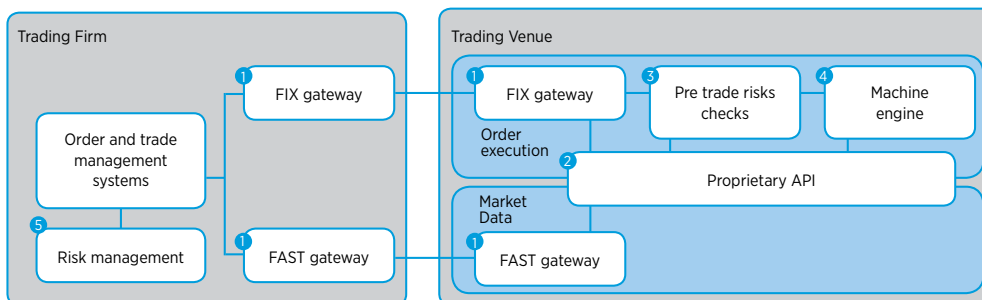 Trading Firm
1
FIX gateway
Order and trade
management
systems
5
Risk management
1
FAST gateway
Trading Venue
1
FIX gateway
3
Pre trade risks
checks
4
Machine
engine
Order
execution
2
Proprietary API
Market
Data
1
FAST gateway